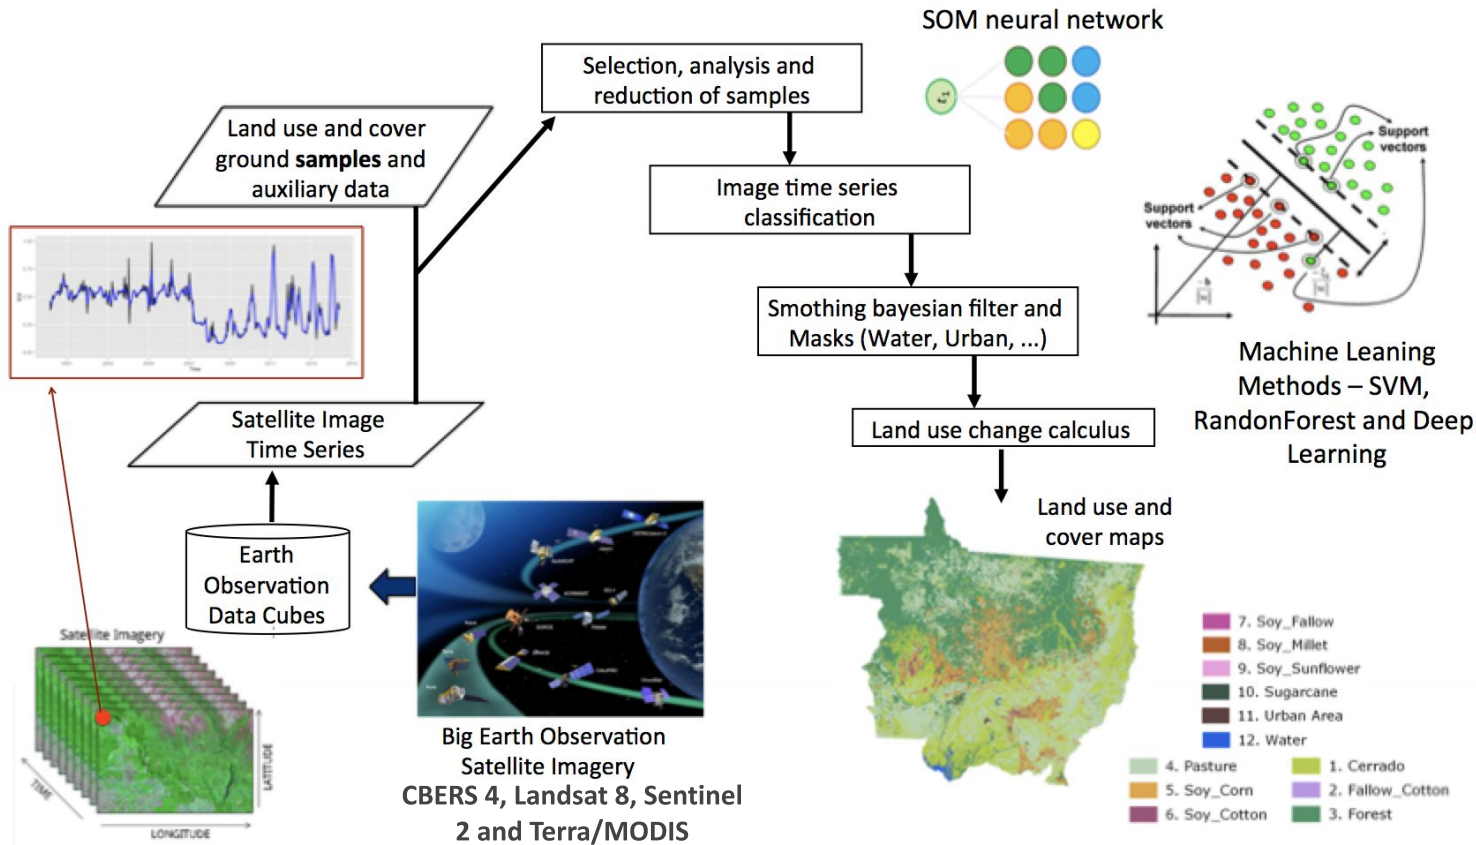 SOM neural network
Selection, analysis and
reduction of samples
Land use and cover
ground samples and
auxiliary data
Support
vectors
Image time series
classification
Support
vectors
Smothing bayesian filter and
Masks (Water, Urban, ...)
Time
Machine Leaning
Methods – SVM,
RandonForest and Deep
Learning
Satellite Image
Time Series
Land use change calculus
Land use and
cover maps
Earth
Observation
Data Cubes
Satellite Imagery
TIME
LATITUDE
LONGITUDE
Big Earth Observation
Satellite Imagery
CBERS 4, Landsat 8, Sentinel
2 and Terra/MODIS
7. Soy_Fallow
8. Soy_Millet
9. Soy_Sunflower
10. Sugarcane
11. Urban Area
12. Water
4. Pasture
5. Soy_Corn
6. Soy_Cotton
1. Cerrado
2. Fallow_Cotton
3. Forest